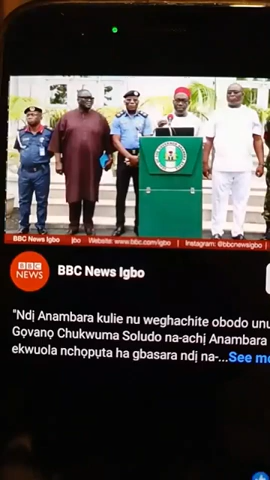 BBC News Igbo   jbo   Website: www.bbc.com/igbo   Instagram:@bbcnewsigbo
BBC
NEWS
BBC News Igbo
"Ndị Anambara kulie nu weghachite obodo unu
Gọvanọ Chukwuma Soludo na-achị Anambara
ekwuola nchọpụta ha gbasara ndị na-...See mo